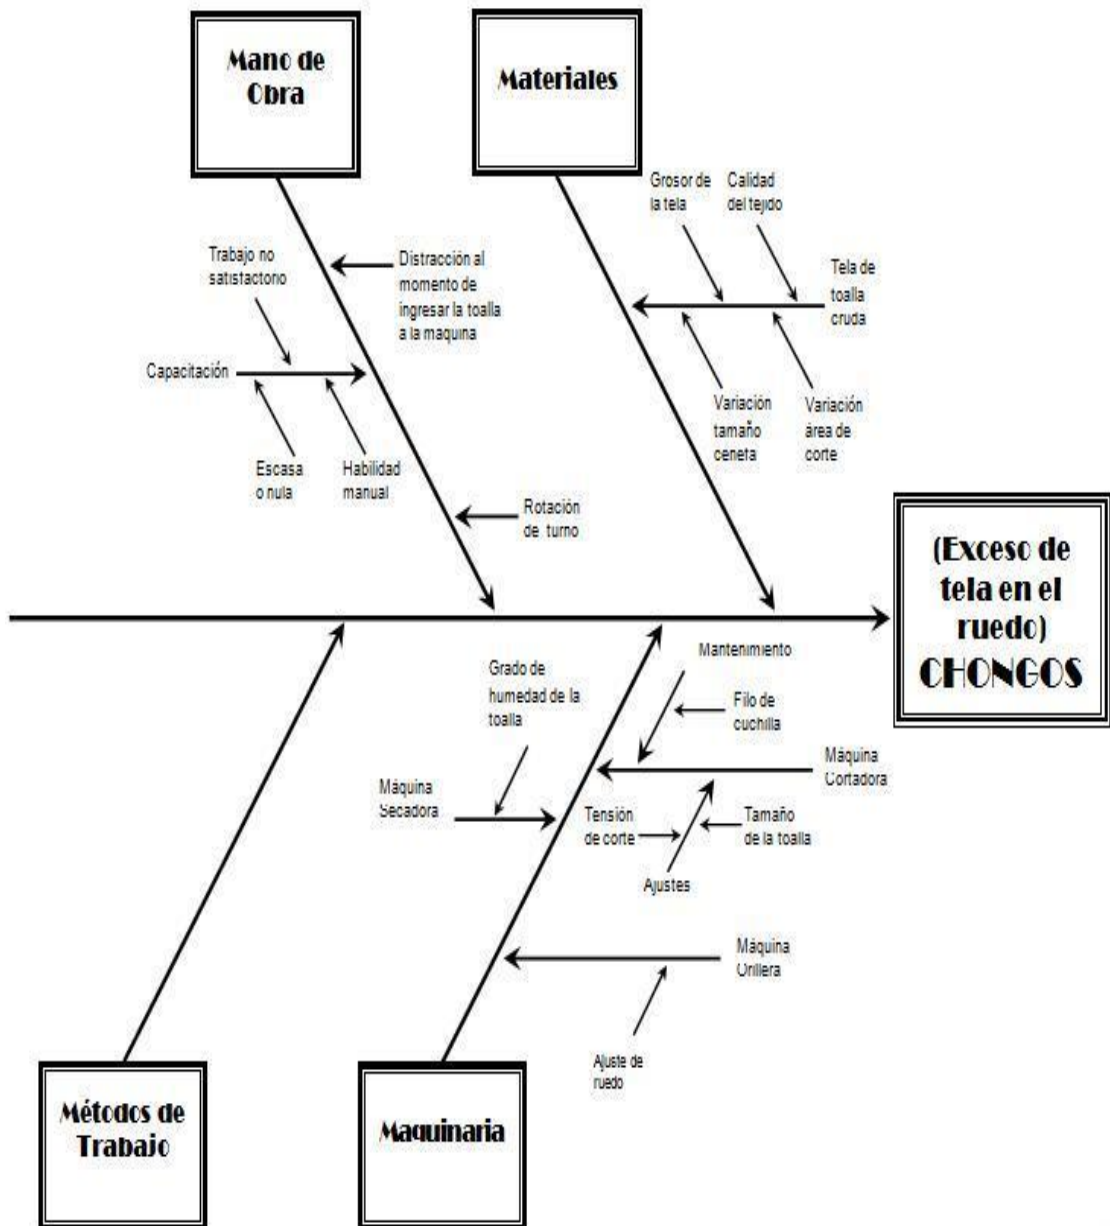 Mano de
Obra
Materiales
Grosor de
la tela
Calidad
del tejido
Trabajo no
satisfactorio
Distracción al
momento de
ingresar la toalla
a la maquina
Tela de
toalla
cruda
Capacitación
Variación
tamaño
ceneta
Variación
área de
corte
Escasa
o nula
Habilidad
manual
Rotación
de turno
(Exceso de
tela en el
ruedo)
CHONGOS
Mantenimiento
Grado de
humedad de la
toalla
Filo de
cuchilla
Máquina
Secadora
Máquina
Cortadora
Tensión
de corte
Tamaño
de la toalla
Ajustes
Máquina
Orillera
Ajuste de
ruedo
Métodos de
Trabajo
Maquinaria